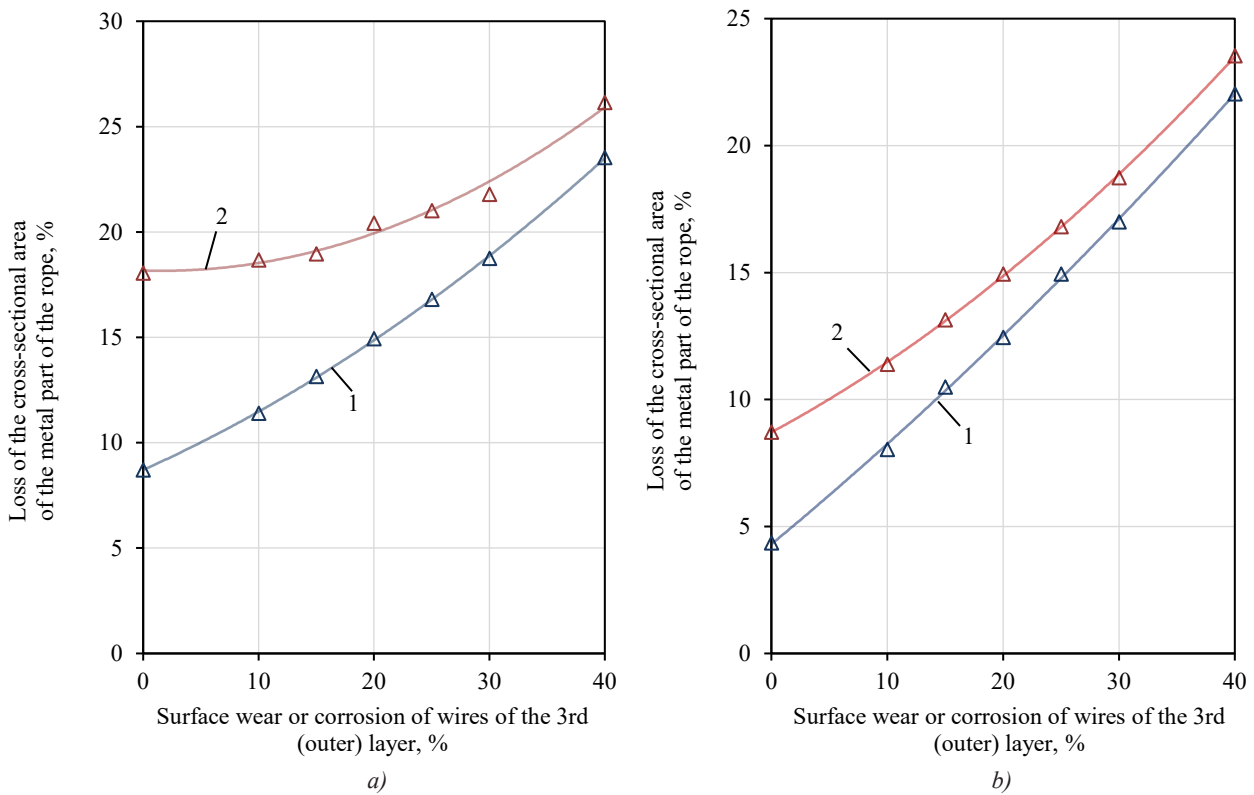 Loss of the cross-sectional area
of the metal part of the rope, %
30
25
20
15
10
5
0
2
1
0
10
20
30
40
Surface wear or corrosion of wires of the 3rd
(outer) layer, %
a)
Loss of the cross-sectional area
of the metal part of the rope, %
25
20
15
10
5
0
2
1
0
10
20
30
40
Surface wear or corrosion of wires of the 3rd
(outer) layer, %
b)